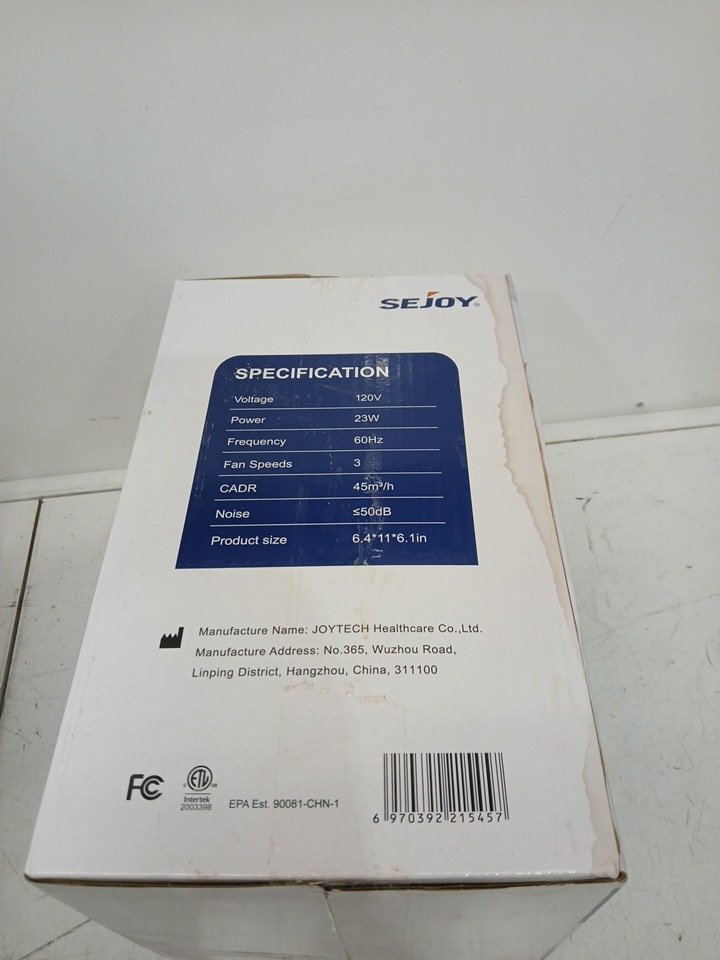 SEJOY®
SPECIFICATION
Voltage 120V
Power 23W
Frequency 60Hz
Fan Speeds 3
CADR 45m³/h
Noise ≤50dB
Product size 6.4*11*6.1in
Manufacture Name: JOYTECH Healthcare Co.,Ltd.
Manufacture Address: No.365, Wuzhou Road,
Linping District, Hangzhou, China, 311100
FC
C ETL US
Intertek
2003398
EPA Est. 90081-CHN-1
6 970392 215457